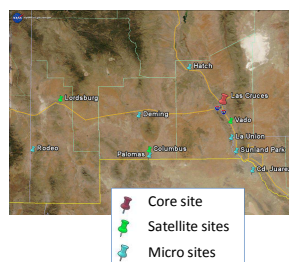 NASA
Hatch
Las Cruces
Lordsburg
Deming
Vado
La Union
Rodeo
Columbus
Palomas
Sunland Park
Cd. Juarez
Core site
Satellite sites
Micro sites